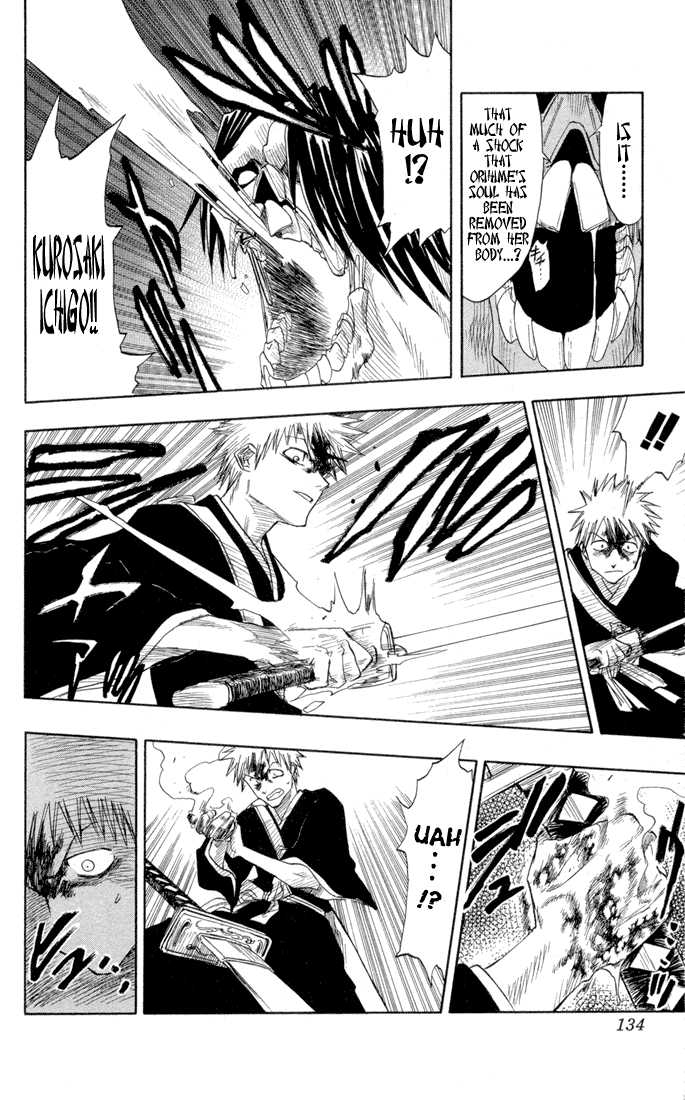 IS
IT......
THAT
MUCH OF
A SHOCK
THAT
ORIHIME'S
SOUL HAS
BEEN
REMOVED
FROM HER
BODY...?
HUH
!?
KUROSAKI
ICHIGO!!
!!
UAH
...
!?
134